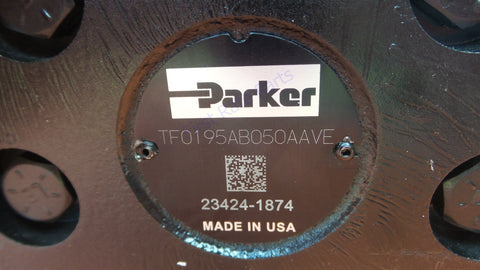 Parker
TF0195AB050AAVE
23424-1874
MADE IN USA